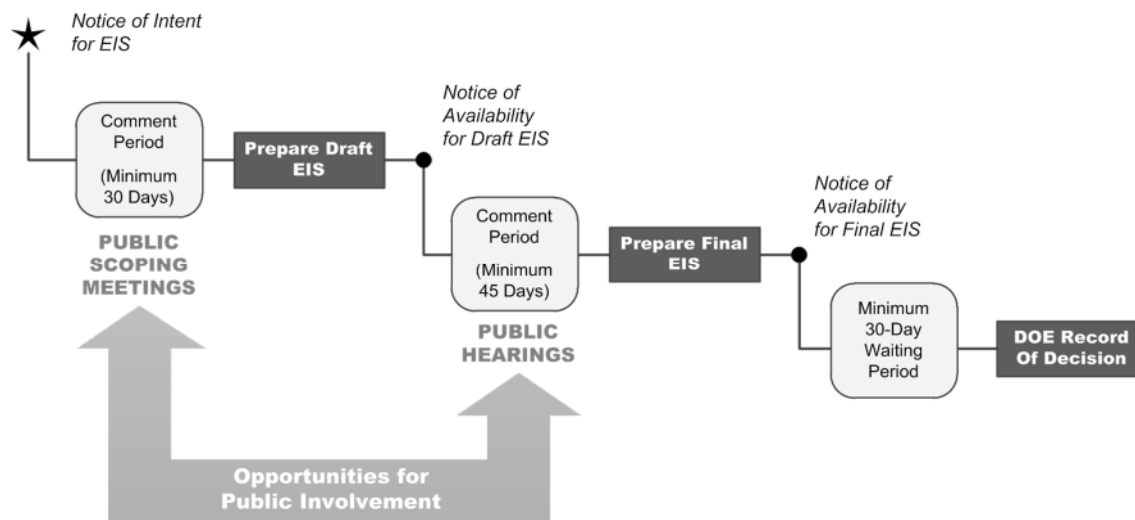 Notice of Intent
for EIS
Comment
Period
(Minimum
30 Days)
PUBLIC
SCOPING
MEETINGS
Prepare Draft
EIS
Notice of
Availability
for Draft EIS
Comment
Period
(Minimum
45 Days)
PUBLIC
HEARINGS
Prepare Final
EIS
Notice of
Availability
for Final EIS
Minimum
30-Day
Waiting
Period
DOE Record
Of Decision
Opportunities for
Public Involvement